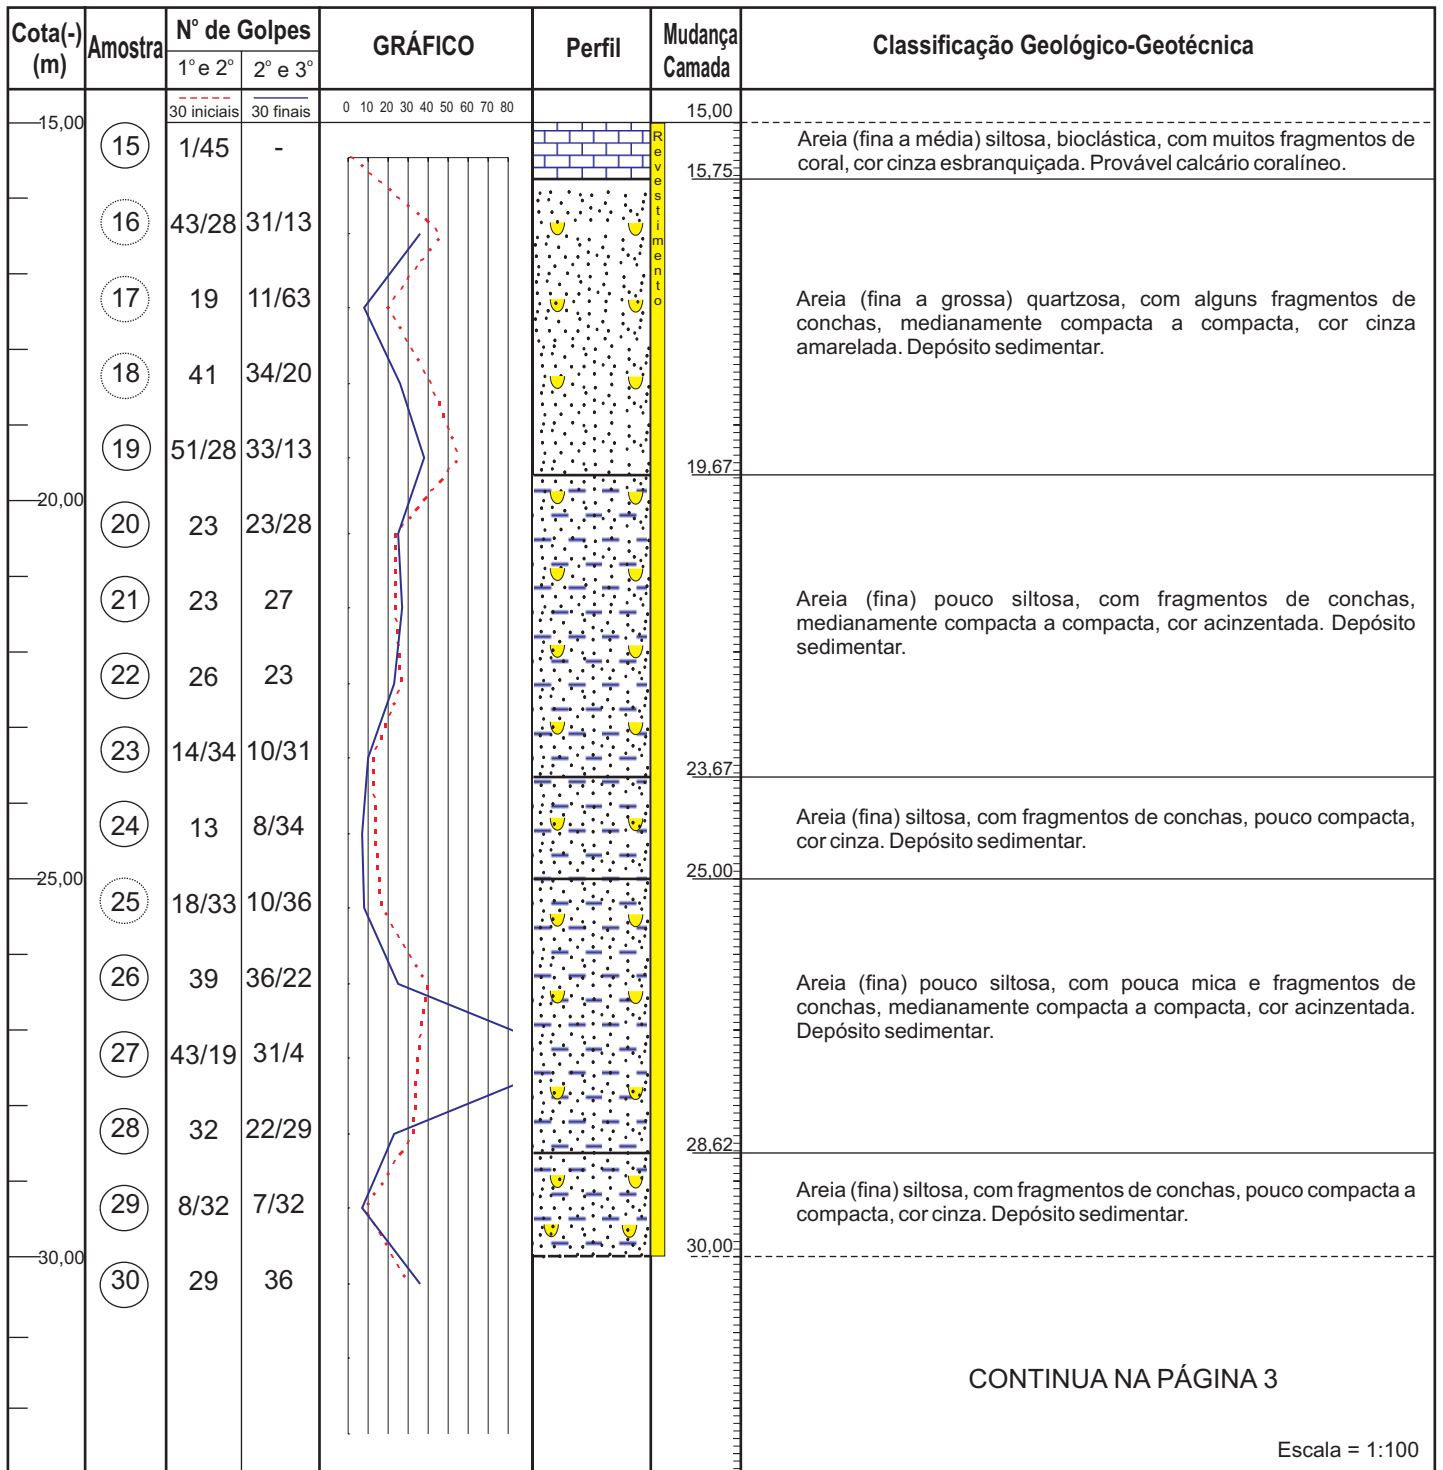 Cota(-) (m) Amostra N° de Golpes GRÁFICO Perfil Mudança Camada Classificação Geológico-Geotécnica
1° e 2° 2° e 3°
30 iniciais 30 finais 0 10 20 30 40 50 60 70 80
15,00 15,00
15 1/45 -
Areia (fina a média) siltosa, bioclástica, com muitos fragmentos de
coral, cor cinza esbranquiçada. Provável calcário coralíneo.
15,75
Revestimento
16 43/28 31/13
17 19 11/63
Areia (fina a grossa) quartzosa, com alguns fragmentos de
conchas, medianamente compacta a compacta, cor cinza
amarelada. Depósito sedimentar.
18 41 34/20
19 51/28 33/13
19,67
20,00
20 23 23/28
21 23 27
Areia (fina) pouco siltosa, com fragmentos de conchas,
medianamente compacta a compacta, cor acinzentada. Depósito
sedimentar.
22 26 23
23 14/34 10/31
23,67
24 13 8/34
Areia (fina) siltosa, com fragmentos de conchas, pouco compacta,
cor cinza. Depósito sedimentar.
25,00 25,00
25 18/33 10/36
26 39 36/22
Areia (fina) pouco siltosa, com pouca mica e fragmentos de
conchas, medianamente compacta a compacta, cor acinzentada.
Depósito sedimentar.
27 43/19 31/4
28 32 22/29
28,62
29 8/32 7/32
Areia (fina) siltosa, com fragmentos de conchas, pouco compacta a
compacta, cor cinza. Depósito sedimentar.
30,00 30,00
30 29 36
CONTINUA NA PÁGINA 3
Escala = 1:100